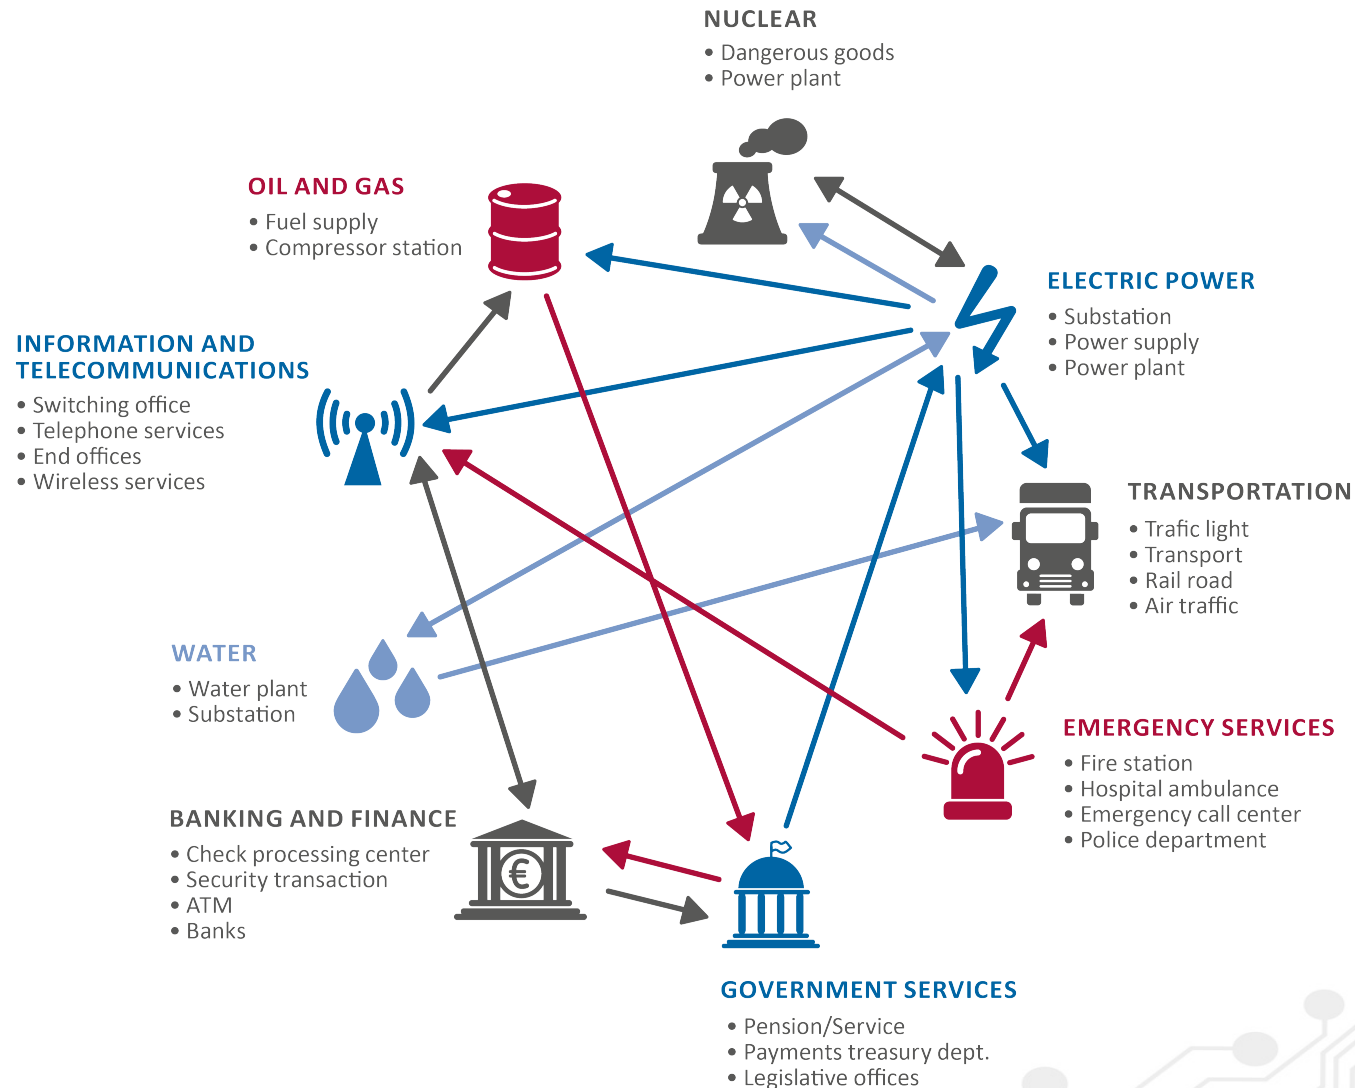 NUCLEAR
• Dangerous goods
• Power plant
OIL AND GAS
• Fuel supply
• Compressor station
ELECTRIC POWER
• Substation
• Power supply
• Power plant
INFORMATION AND
TELECOMMUNICATIONS
• Switching office
• Telephone services
• End offices
• Wireless services
TRANSPORTATION
• Trafic light
• Transport
• Rail road
• Air traffic
WATER
• Water plant
• Substation
EMERGENCY SERVICES
• Fire station
• Hospital ambulance
• Emergency call center
• Police department
BANKING AND FINANCE
• Check processing center
• Security transaction
• ATM
• Banks
€
GOVERNMENT SERVICES
• Pension/Service
• Payments treasury dept.
• Legislative offices